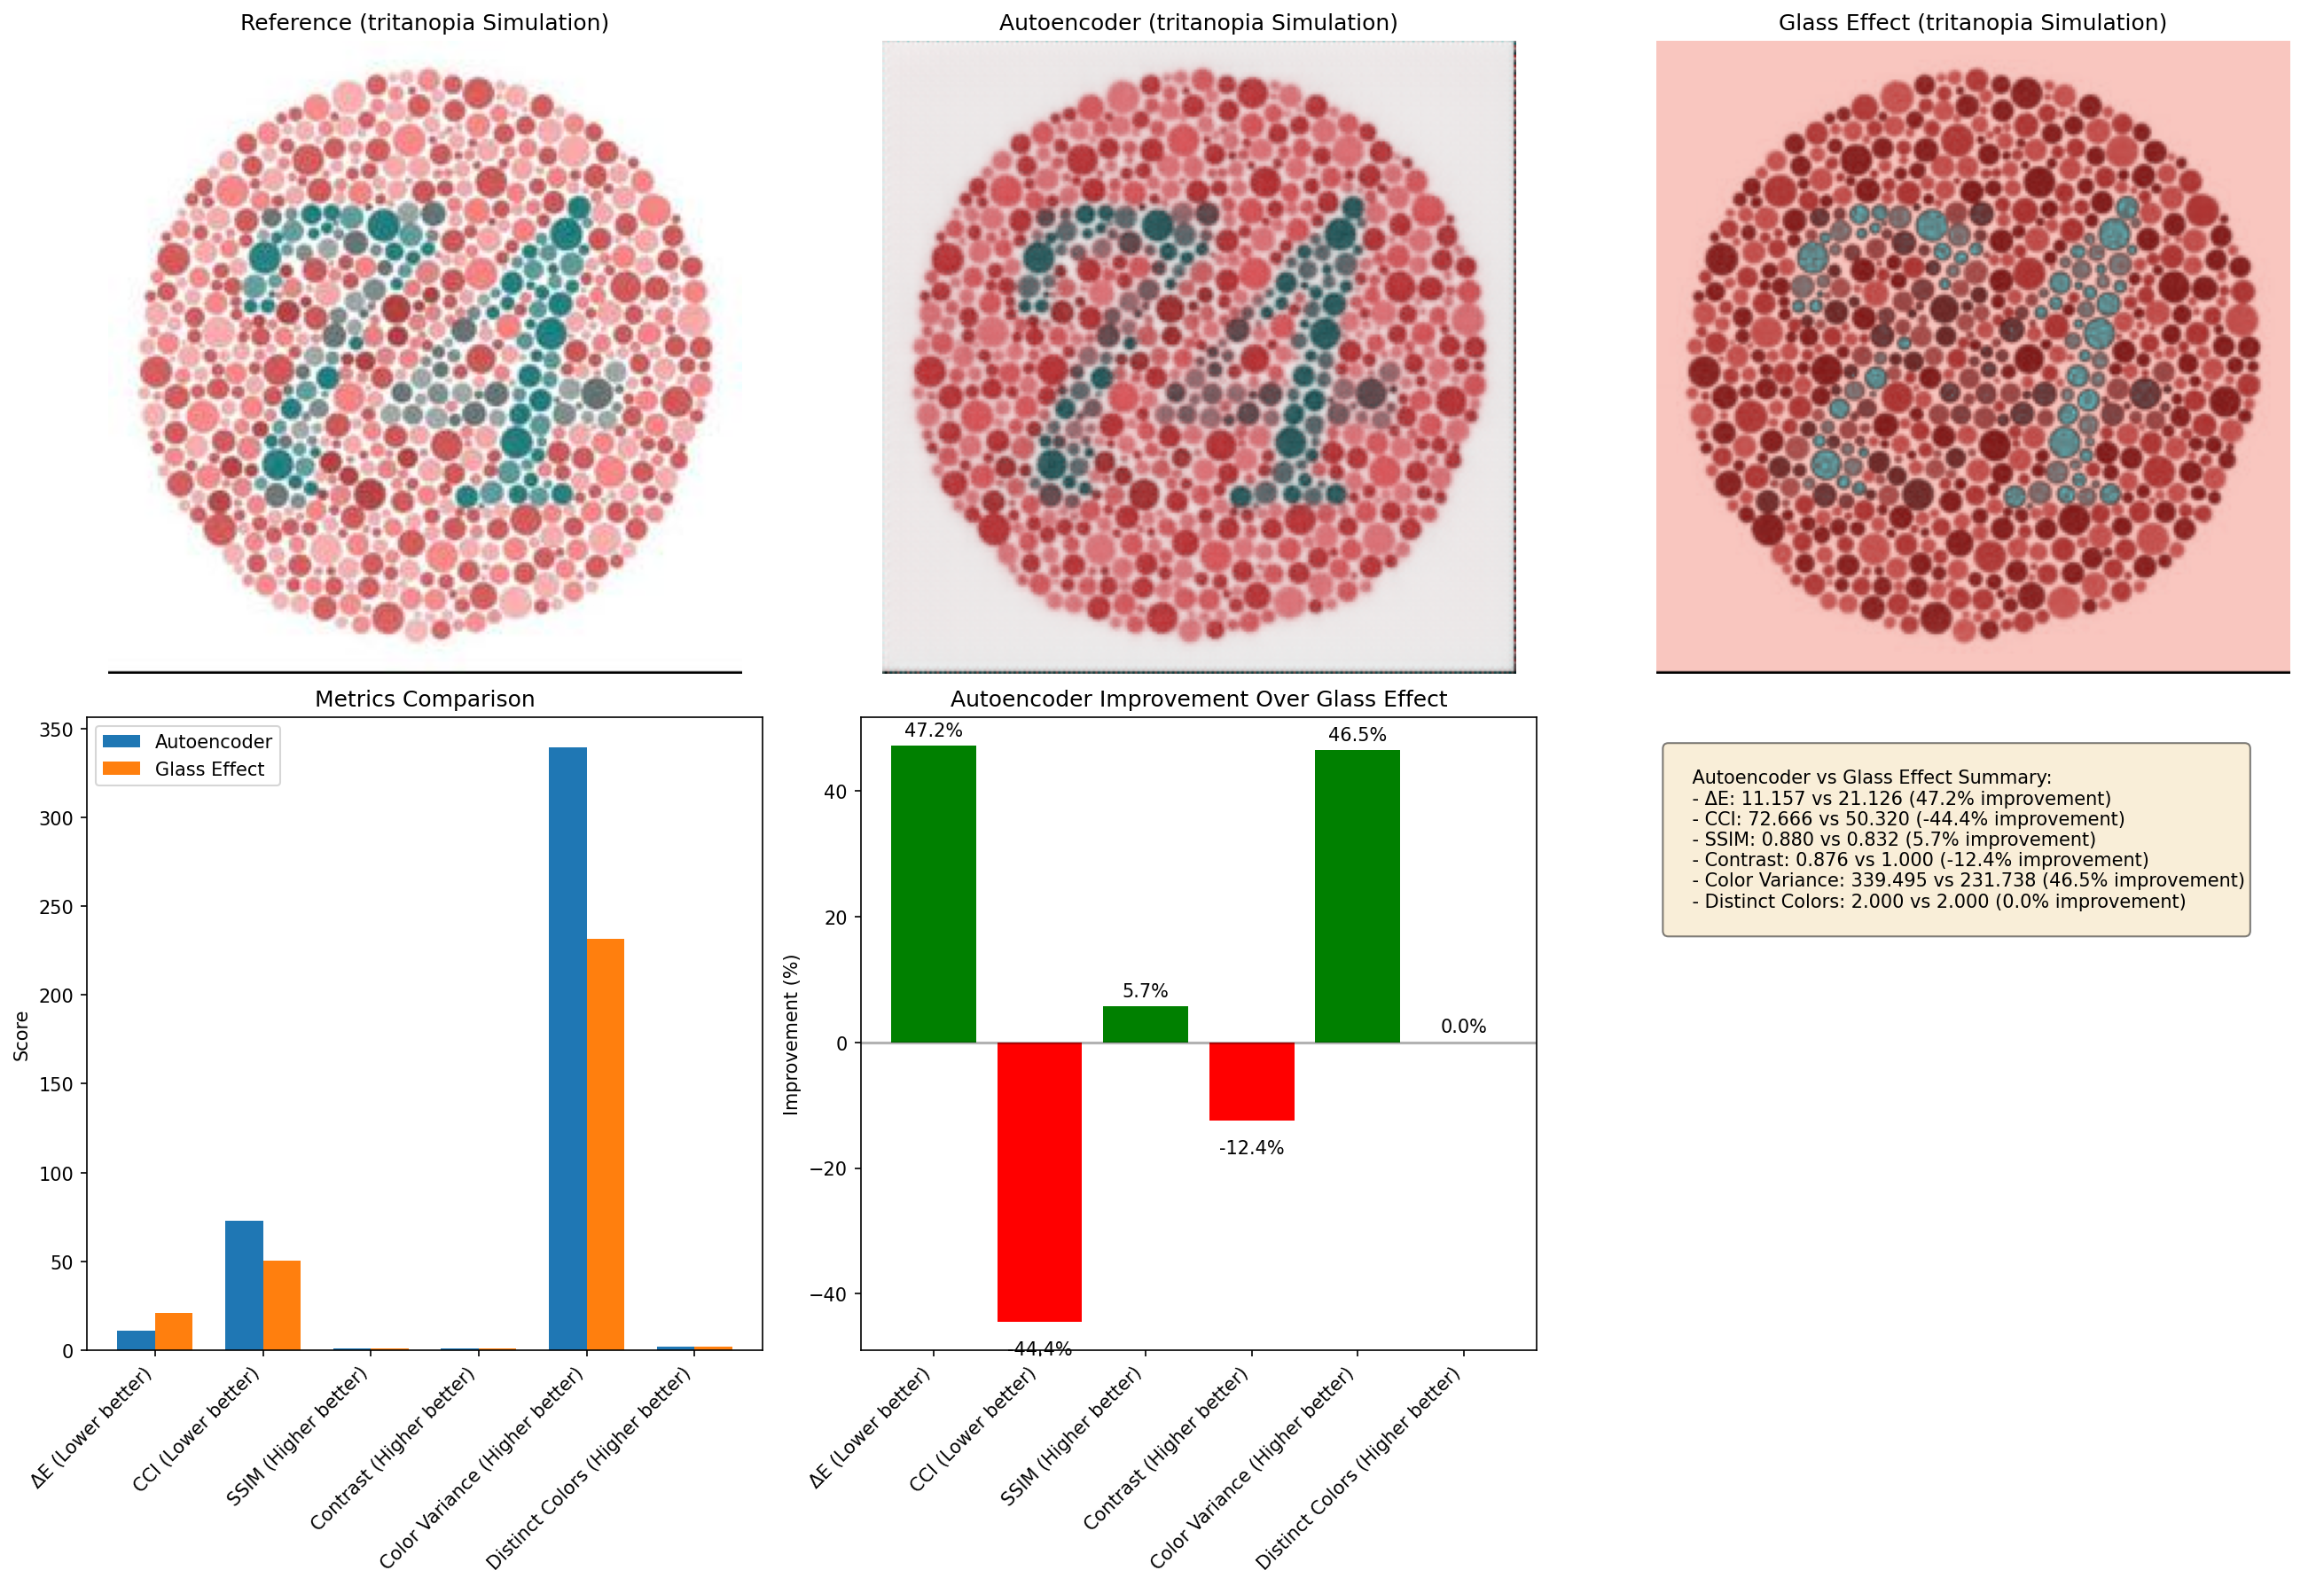 Reference (tritanopia Simulation)
Autoencoder (tritanopia Simulation)
Glass Effect (tritanopia Simulation)
74
74
74
Metrics Comparison
Autoencoder
Glass Effect
Score
350
300
250
200
150
100
50
0
ΔE (Lower better)
CCI (Lower better)
SSIM (Higher better)
Contrast (Higher better)
Color Variance (Higher better)
Distinct Colors (Higher better)
Autoencoder Improvement Over Glass Effect
Improvement (%)
40
20
0
−20
−40
47.2%
-44.4%
5.7%
-12.4%
46.5%
0.0%
ΔE (Lower better)
CCI (Lower better)
SSIM (Higher better)
Contrast (Higher better)
Color Variance (Higher better)
Distinct Colors (Higher better)
Autoencoder vs Glass Effect Summary:
- ΔE: 11.157 vs 21.126 (47.2% improvement)
- CCI: 72.666 vs 50.320 (-44.4% improvement)
- SSIM: 0.880 vs 0.832 (5.7% improvement)
- Contrast: 0.876 vs 1.000 (-12.4% improvement)
- Color Variance: 339.495 vs 231.738 (46.5% improvement)
- Distinct Colors: 2.000 vs 2.000 (0.0% improvement)